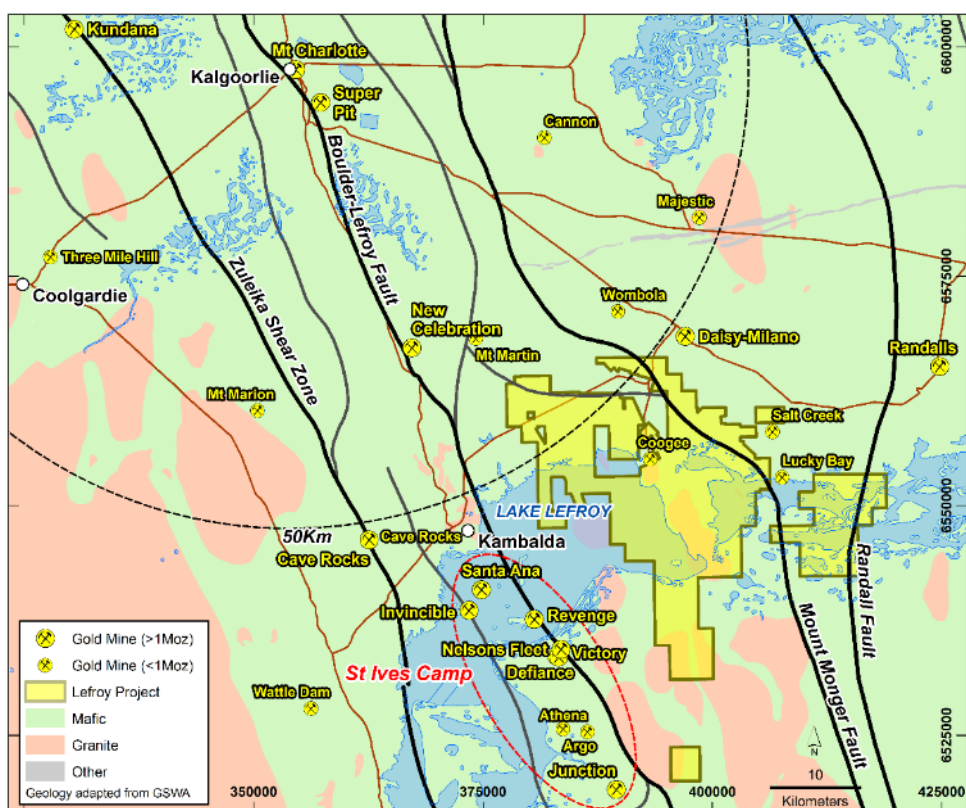 Kundana
Mt Charlotte
Kalgoorlie
Super
Pit
6600000
Cannon
Boulder-Lefroy Fault
Majestic
Three Mile Hill
Coolgardie
Zuleika Shear Zone
6575000
Wombola
New
Celebration
Mt Martin
Daisy-Milano
Randalls
Mt Marion
Salt Creek
Coogee
Lucky Bay
LAKE LEFROY
6550000
50Km
Cave Rocks
Cave Rocks
Kambalda
Santa Ana
Invincible
Revenge
Randall Fault
Mount Monger Fault
Nelsons Fleet
Victory
Defiance
St Ives Camp
Wattle Dam
Athena
Argo
Junction
6525000
Gold Mine (>1Moz)
Gold Mine (<1Moz)
Lefroy Project
Mafic
Granite
Other
Geology adapted from GSWA
N
10
Kilometers
350000
375000
400000
425000